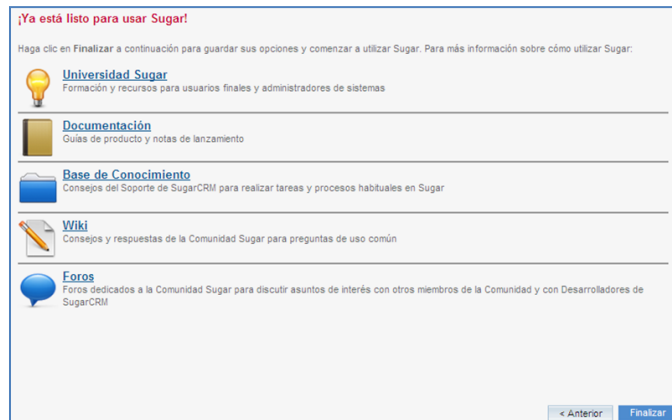 ¡Ya está listo para usar Sugar!
Haga clic en Finalizar a continuación para guardar sus opciones y comenzar a utilizar Sugar. Para más información sobre cómo utilizar Sugar:
Universidad Sugar
Formación y recursos para usuarios finales y administradores de sistemas
Documentación
Guías de producto y notas de lanzamiento
Base de Conocimiento
Consejos del Soporte de SugarCRM para realizar tareas y procesos habituales en Sugar
Wiki
Consejos y respuestas de la Comunidad Sugar para preguntas de uso común
Foros
Foros dedicados a la Comunidad Sugar para discutir asuntos de interés con otros miembros de la Comunidad y con Desarrolladores de
SugarCRM
< Anterior Finalizar